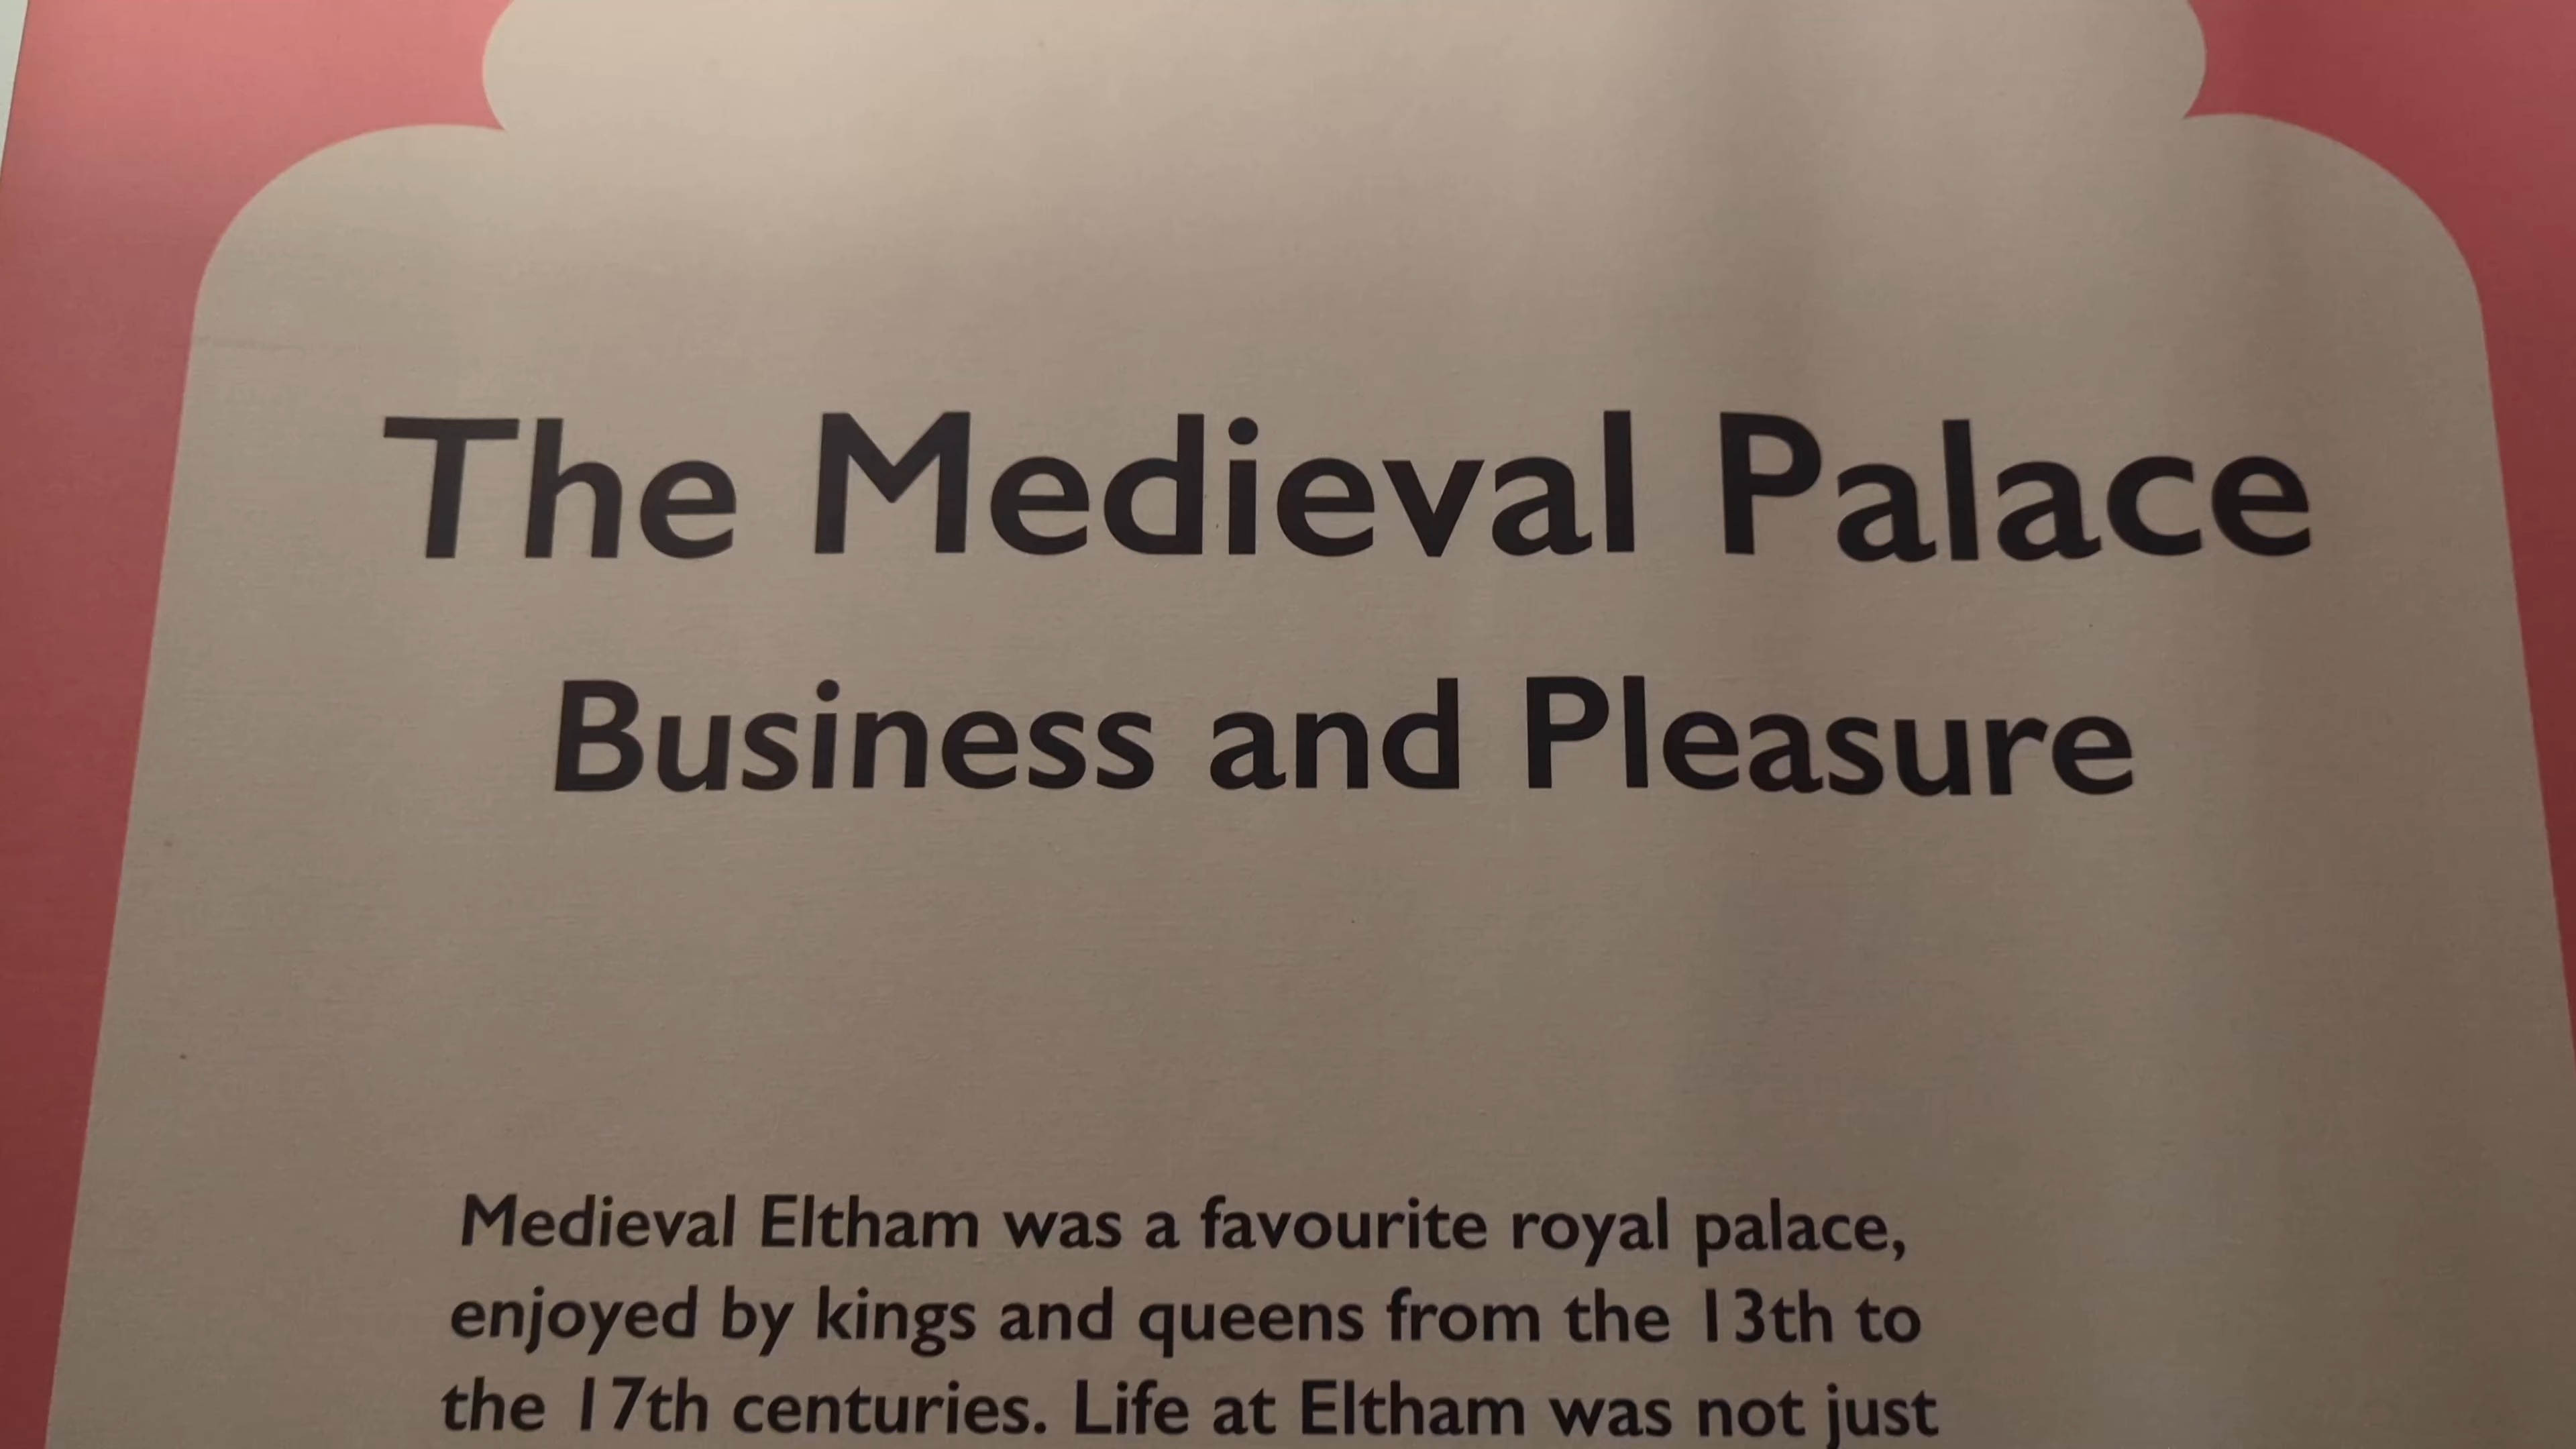 The Medieval Palace
Business and Pleasure
Medieval Eltham was a favourite royal palace,
enjoyed by kings and queens from the 13th to
the 17th centuries. Life at Eltham was not just